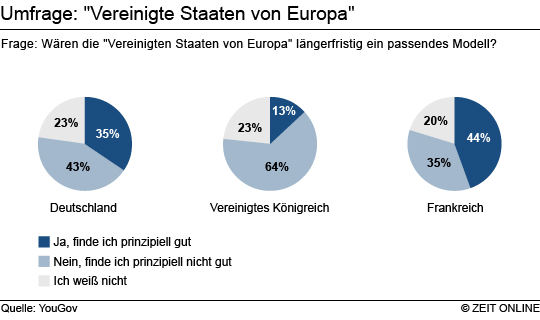 Umfrage: "Vereinigte Staaten von Europa"
Frage: Wären die "Vereinigten Staaten von Europa" längerfristig ein passendes Modell?
23% 35% 43%
23% 13% 64%
20% 44% 35%
Deutschland Vereinigtes Königreich Frankreich
Ja, finde ich prinzipiell gut
Nein, finde ich prinzipiell nicht gut
Ich weiß nicht
Quelle: YouGov © ZEIT ONLINE